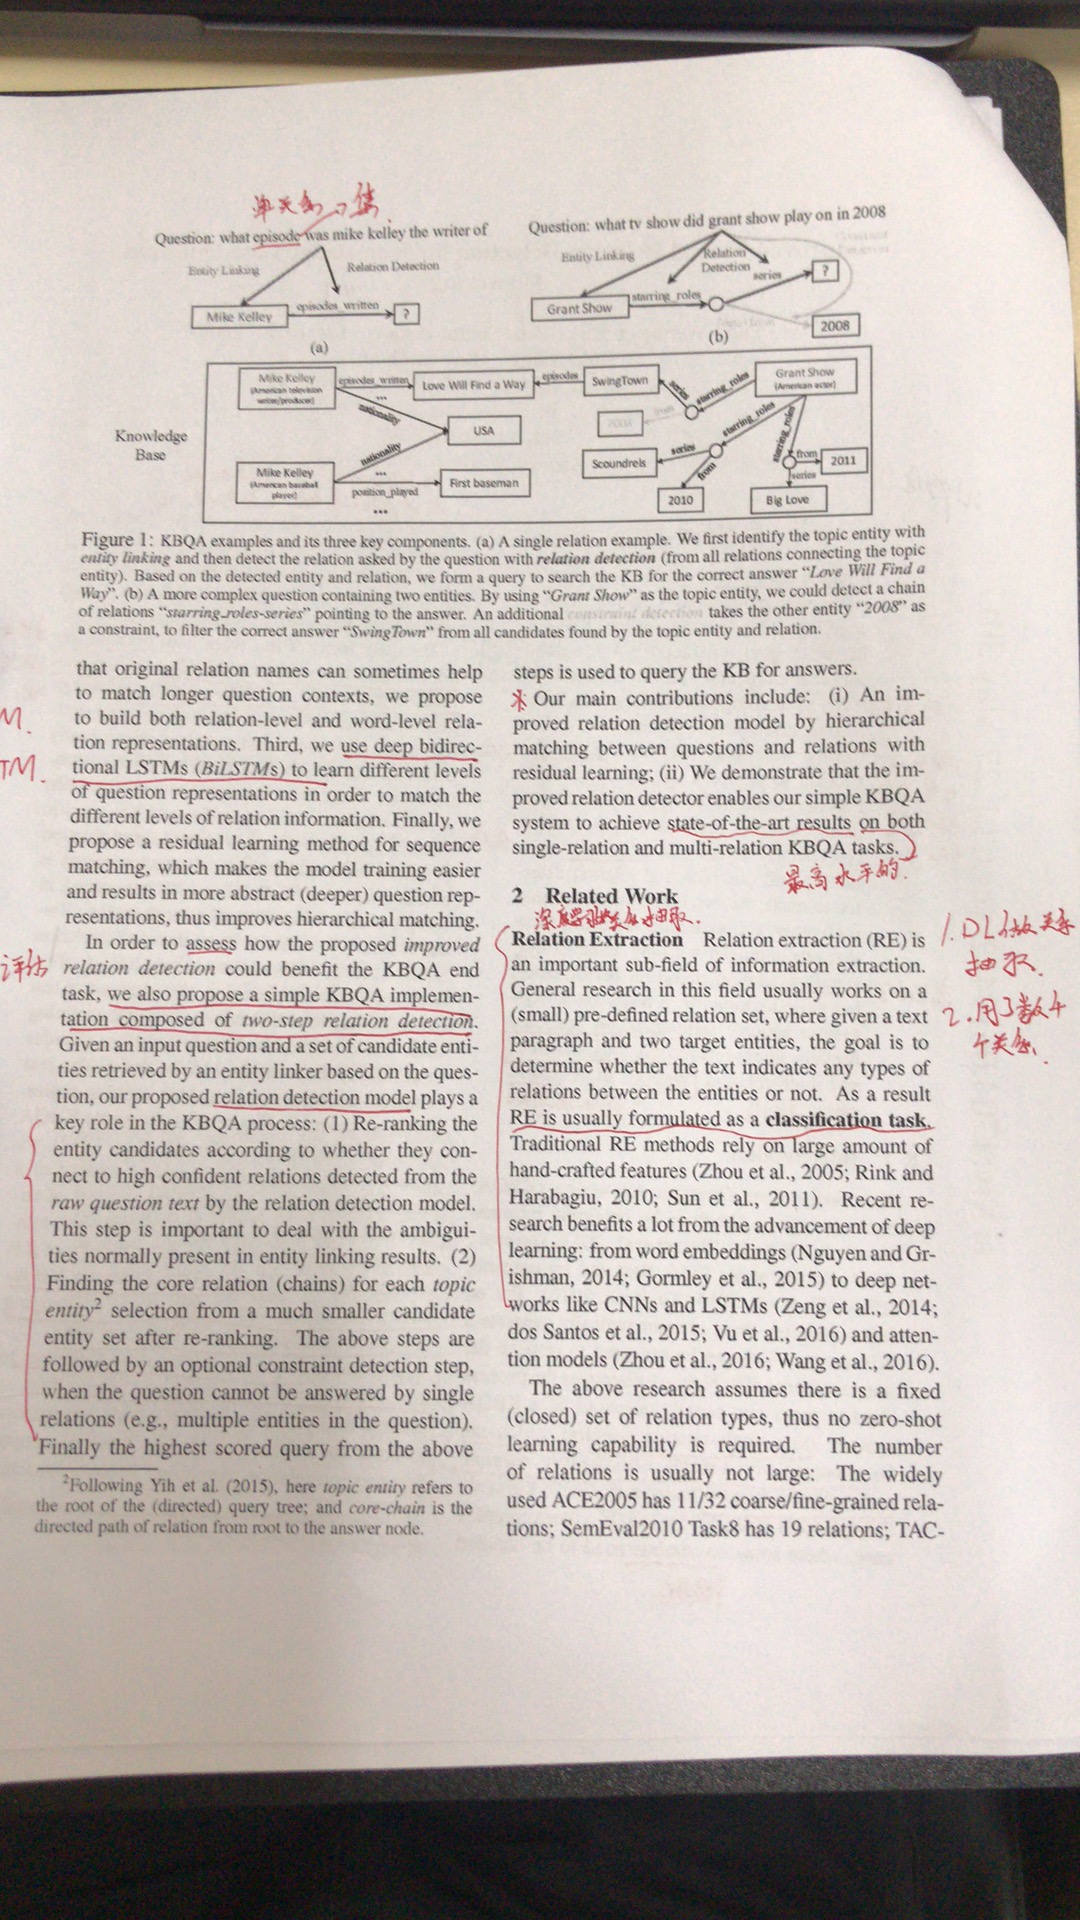 单关系→集
Question: what episode was mike kelley the writer of
Entity Linking
Relation Detection
Mike Kelley
episodes_written
?
(a)
Question: what tv show did grant show play on in 2008
Entity Linking
Relation
Detection
series
?
Grant Show
starring_roles
2008
(b)
Knowledge
Base
Mike Kelley
(American television
writer/producer)
episodes_written
...
Love Will Find a Way
episodes
SwingTown
series
starring_roles
Grant Show
(American actor)
nationality
USA
from
starring_roles
starring_roles
nationality
Scoundrels
series
from
from
2011
series
Mike Kelley
(American baseball
player)
...
position_played
First baseman
...
2010
Big Love
Figure 1: KBQA examples and its three key components. (a) A single relation example. We first identify the topic entity with
entity linking and then detect the relation asked by the question with relation detection (from all relations connecting the topic
entity). Based on the detected entity and relation, we form a query to search the KB for the correct answer “Love Will Find a
Way”. (b) A more complex question containing two entities. By using “Grant Show” as the topic entity, we could detect a chain
of relations “starring_roles-series” pointing to the answer. An additional constraint detection takes the other entity “2008” as
a constraint, to filter the correct answer “SwingTown” from all candidates found by the topic entity and relation.
that original relation names can sometimes help
to match longer question contexts, we propose
M.
to build both relation-level and word-level rela-
tion representations. Third, we use deep bidirec-
TM.
tional LSTMs (BiLSTMs) to learn different levels
of question representations in order to match the
different levels of relation information. Finally, we
propose a residual learning method for sequence
matching, which makes the model training easier
and results in more abstract (deeper) question rep-
resentations, thus improves hierarchical matching.
In order to assess how the proposed improved
评估
relation detection could benefit the KBQA end
task, we also propose a simple KBQA implemen-
tation composed of two-step relation detection.
Given an input question and a set of candidate enti-
ties retrieved by an entity linker based on the ques-
tion, our proposed relation detection model plays a
key role in the KBQA process: (1) Re-ranking the
entity candidates according to whether they con-
nect to high confident relations detected from the
raw question text by the relation detection model.
This step is important to deal with the ambigui-
ties normally present in entity linking results. (2)
Finding the core relation (chains) for each topic
entity² selection from a much smaller candidate
entity set after re-ranking. The above steps are
followed by an optional constraint detection step,
when the question cannot be answered by single
relations (e.g., multiple entities in the question).
Finally the highest scored query from the above
²Following Yih et al. (2015), here topic entity refers to
the root of the (directed) query tree; and core-chain is the
directed path of relation from root to the answer node.
steps is used to query the KB for answers.
Our main contributions include: (i) An im-
proved relation detection model by hierarchical
matching between questions and relations with
residual learning; (ii) We demonstrate that the im-
proved relation detector enables our simple KBQA
system to achieve state-of-the-art results on both
single-relation and multi-relation KBQA tasks.
最高水平的.
2 Related Work
深度学习做关系抽取.
Relation Extraction Relation extraction (RE) is
an important sub-field of information extraction.
General research in this field usually works on a
(small) pre-defined relation set, where given a text
paragraph and two target entities, the goal is to
determine whether the text indicates any types of
relations between the entities or not. As a result
RE is usually formulated as a classification task.
Traditional RE methods rely on large amount of
hand-crafted features (Zhou et al., 2005; Rink and
Harabagiu, 2010; Sun et al., 2011). Recent re-
search benefits a lot from the advancement of deep
learning: from word embeddings (Nguyen and Gr-
ishman, 2014; Gormley et al., 2015) to deep net-
works like CNNs and LSTMs (Zeng et al., 2014;
dos Santos et al., 2015; Vu et al., 2016) and atten-
tion models (Zhou et al., 2016; Wang et al., 2016).
The above research assumes there is a fixed
(closed) set of relation types, thus no zero-shot
learning capability is required. The number
of relations is usually not large: The widely
used ACE2005 has 11/32 coarse/fine-grained rela-
tions; SemEval2010 Task8 has 19 relations; TAC-
1. DL做关系
抽取.
2. 用了数十
个关系.